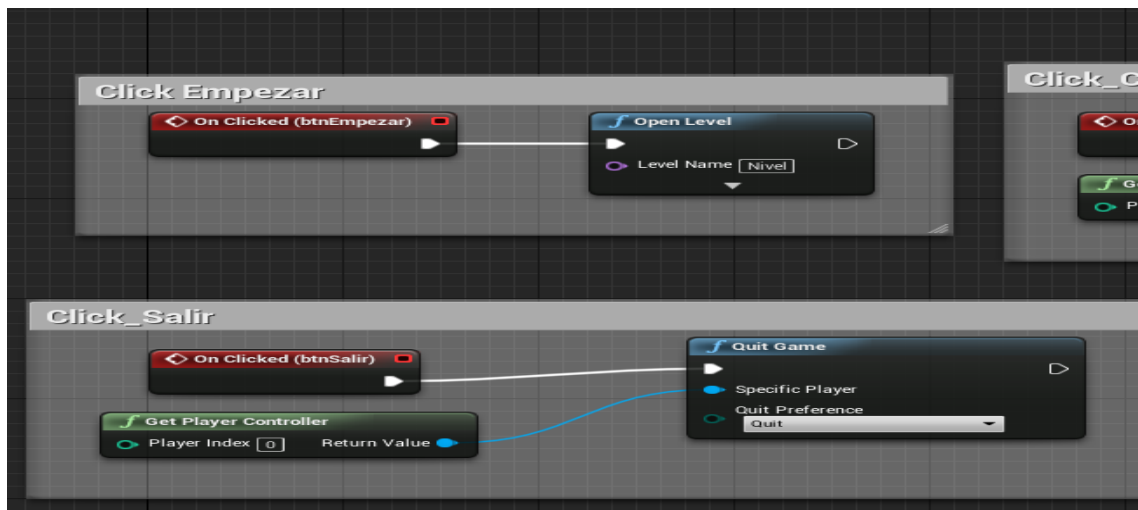 Click Empezar
On Clicked (btnEmpezar)
Open Level
Level Name Nivel
Click_Salir
On Clicked (btnSalir)
Quit Game
Specific Player
Quit Preference
Quit
Get Player Controller
Player Index 0 Return Value
Click_C